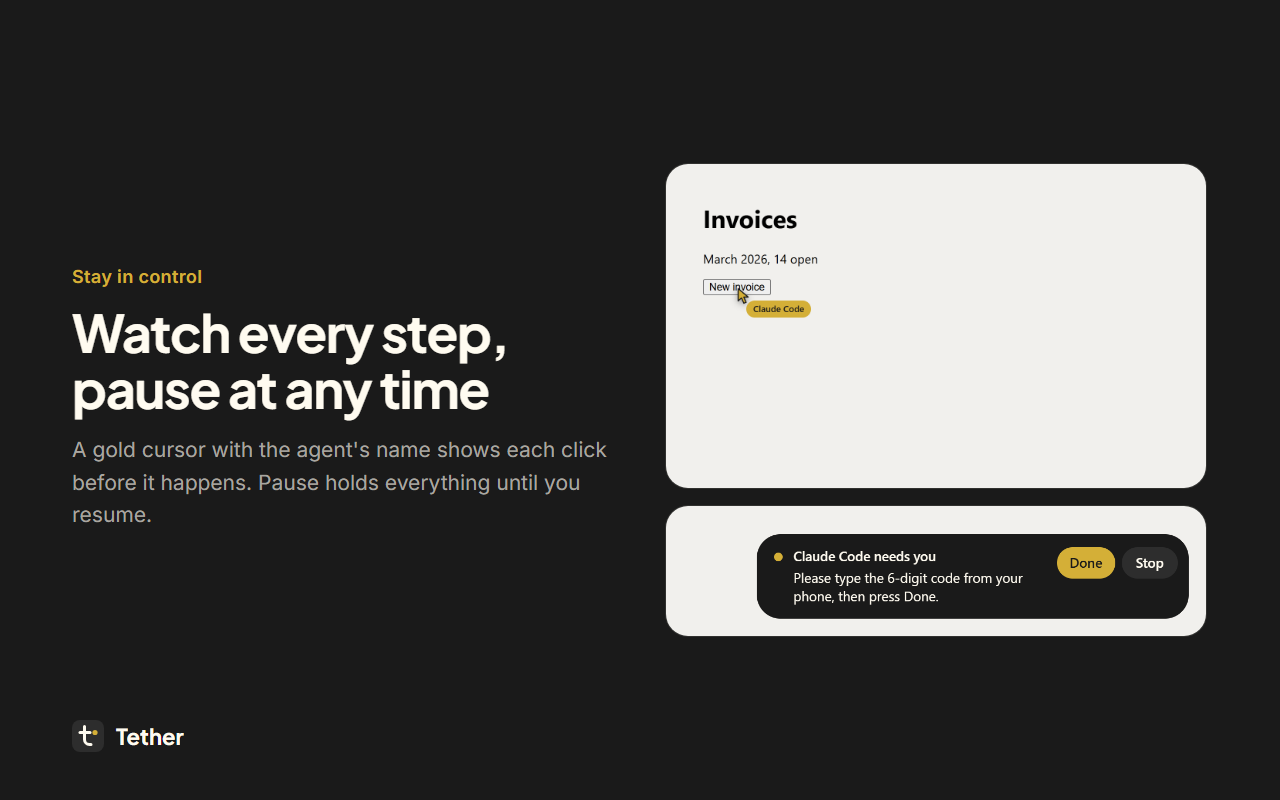 Stay in control
Watch every step,
pause at any time
A gold cursor with the agent's name shows each click
before it happens. Pause holds everything until you
resume.
Tether
Invoices
March 2026, 14 open
New invoice
Claude Code
Claude Code needs you
Please type the 6-digit code from your
phone, then press Done.
Done
Stop